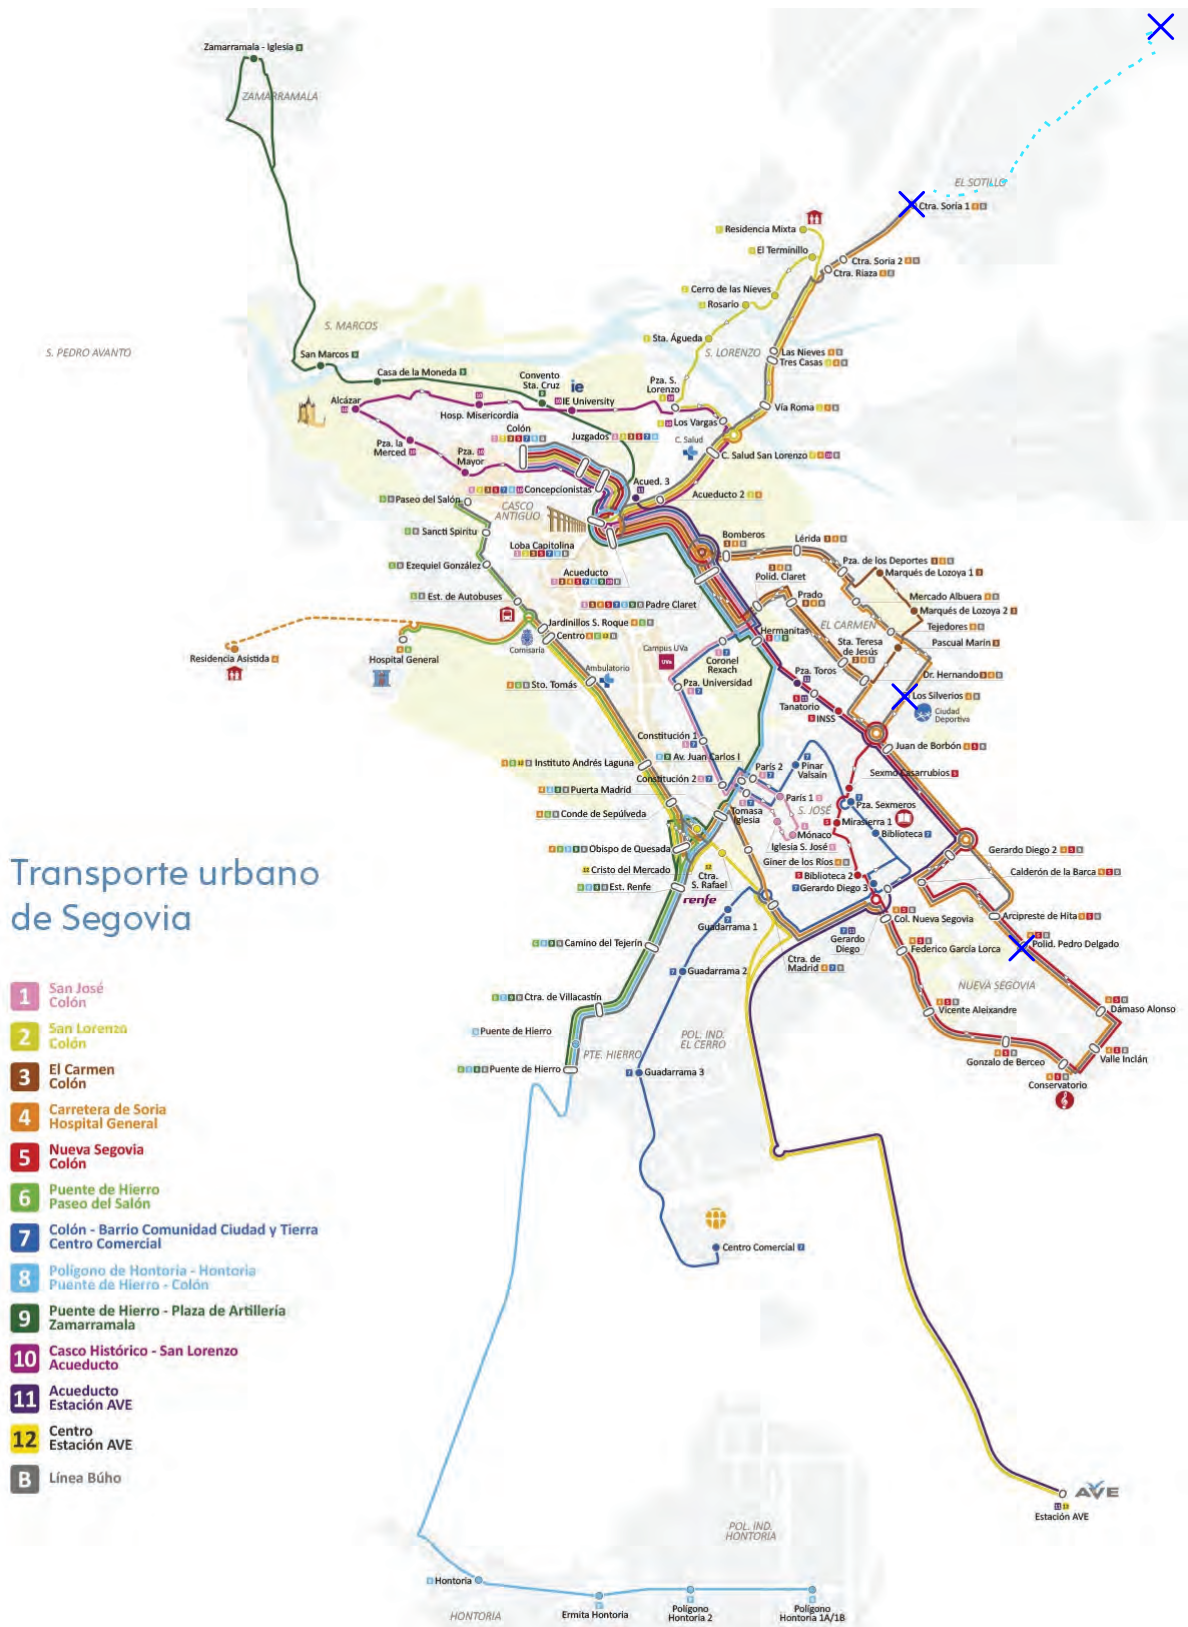 Zamarramala - Iglesia 9
ZAMARRAMALA
EL SOTILLO
Ctra. Soria 1 4 B
Residencia Mixta
El Terminillo
Ctra. Soria 2 4 B
Ctra. Riaza 4 B
Cerro de las Nieves
Rosario
S. MARCOS
Sta. Águeda
S. PEDRO AVANTO
San Marcos
S. LORENZO
Las Nieves
Tres Casas
Casa de la Moneda
Convento
Sta. Cruz
ie
Pza. S.
Lorenzo
Alcázar
IE University
Hosp. Misericordia
Vía Roma
Los Vargas
Colón
Juzgados
C. Salud
Pza. la
Merced
Pza.
Mayor
C. Salud San Lorenzo
Concepcionistas
Acued. 3
Acueducto 2
Paseo del Salón
CASCO
ANTIGUO
Sancti Spiritu
Bomberos
Lérida
Loba Capitolina
Pza. de los Deportes
Ezequiel González
Acueducto
Polid. Claret
Marqués de Lozoya 1
Est. de Autobuses
Padre Claret
Prado
Mercado Albuera
Marqués de Lozoya 2
Jardinillos S. Roque
EL CARMEN
Tejedores
Centro
Hermanitas
Comisaría
Campus UVa
UVa
Coronel
Rexach
Sta. Teresa
de Jesús
Pascual Marín
Residencia Asistida
Hospital General
Ambulatorio
Pza. Toros
Dr. Hernando
Sto. Tomás
Pza. Universidad
Los Silverios
Tanatorio
INSS
Ciudad
Deportiva
Constitución 1
Juan de Borbón
Av. Juan Carlos I
Instituto Andrés Laguna
París 2
Pinar
Valsaín
Sexmo Casarrubios
Constitución 2
Puerta Madrid
París 1
Pza. Sexmeros
Conde de Sepúlveda
Tomasa
Iglesia
S. JOSÉ
Mirasierra 1
Mónaco
Biblioteca
Obispo de Quesada
Iglesia S. José
Gerardo Diego 2
Giner de los Ríos
Cristo del Mercado
Ctra.
S. Rafael
Biblioteca 2
Calderón de la Barca
Est. Renfe
Gerardo Diego 3
renfe
Arcipreste de Hita
Col. Nueva Segovia
Guadarrama 1
Camino del Tejerín
Gerardo
Diego
Federico García Lorca
Polid. Pedro Delgado
Ctra. de
Madrid
Guadarrama 2
NUEVA SEGOVIA
Ctra. de Villacastín
Vicente Aleixandre
Dámaso Alonso
Puente de Hierro
POL. IND.
EL CERRO
PTE. HIERRO
Gonzalo de Berceo
Valle Inclán
Puente de Hierro
Guadarrama 3
Conservatorio
Centro Comercial 7
AVE
Estación AVE
POL. IND.
HONTORIA
Hontoria
HONTORIA
Ermita Hontoria
Polígono
Hontoria 2
Polígono
Hontoria 1A/1B
Transporte urbano
de Segovia
1 San José
Colón
2 San Lorenzo
Colón
3 El Carmen
Colón
4 Carretera de Soria
Hospital General
5 Nueva Segovia
Colón
6 Puente de Hierro
Paseo del Salón
7 Colón - Barrio Comunidad Ciudad y Tierra
Centro Comercial
8 Polígono de Hontoria - Hontoria
Puente de Hierro - Colón
9 Puente de Hierro - Plaza de Artillería
Zamarramala
10 Casco Histórico - San Lorenzo
Acueducto
11 Acueducto
Estación AVE
12 Centro
Estación AVE
B Línea Búho